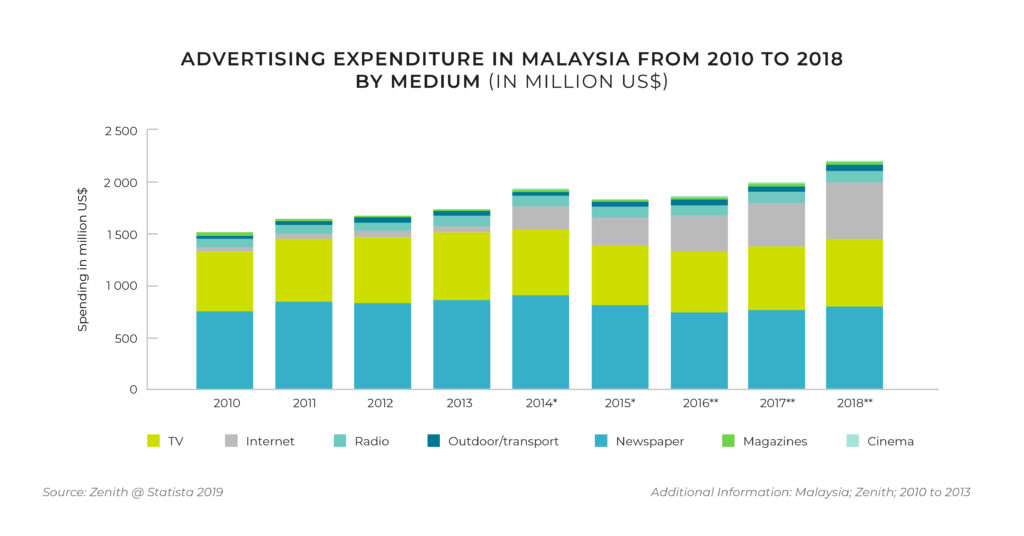 ADVERTISING EXPENDITURE IN MALAYSIA FROM 2010 TO 2018
BY MEDIUM (IN MILLION US$)
Spending in million US$
2 500
2 000
1 500
1 000
500
0
2010 2011 2012 2013 2014* 2015* 2016** 2017** 2018**
TV Internet Radio Outdoor/transport Newspaper Magazines Cinema
Source: Zenith @ Statista 2019 Additional Information: Malaysia; Zenith; 2010 to 2013